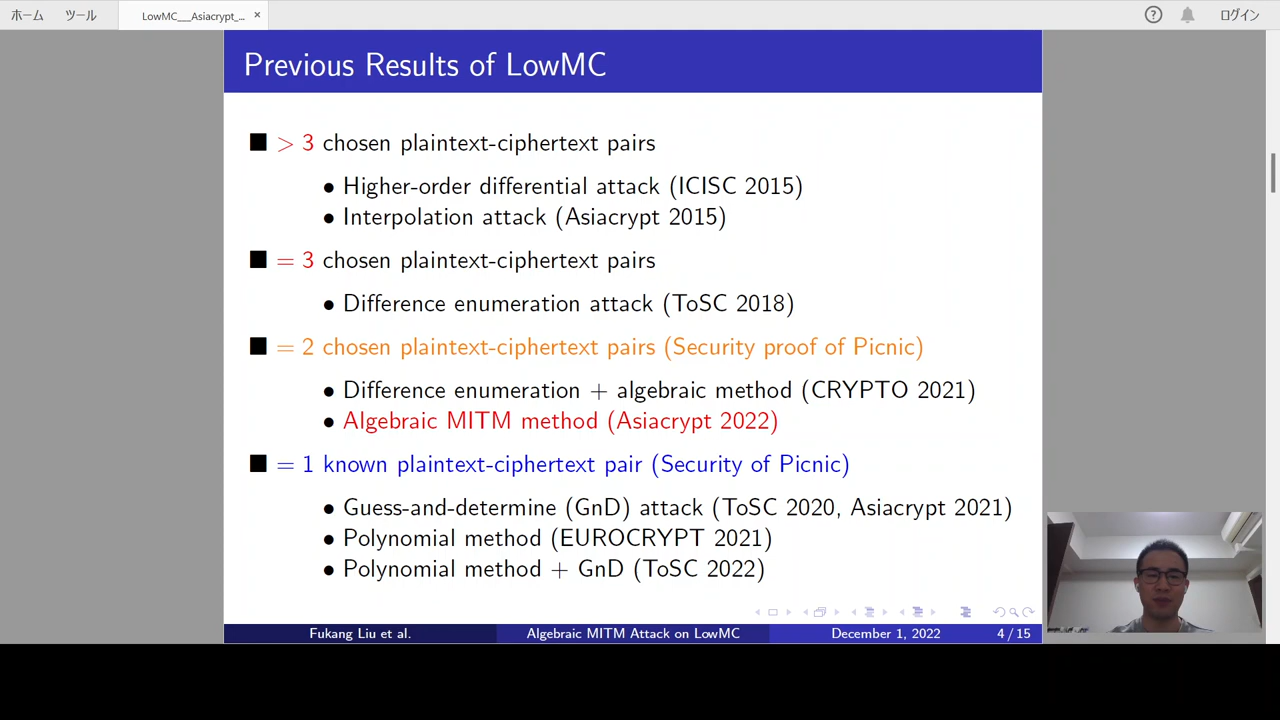 ホーム ツール LowMC___Asiacrypt_... × ? ログイン
Previous Results of LowMC
> 3 chosen plaintext-ciphertext pairs
• Higher-order differential attack (ICISC 2015)
• Interpolation attack (Asiacrypt 2015)
= 3 chosen plaintext-ciphertext pairs
• Difference enumeration attack (ToSC 2018)
= 2 chosen plaintext-ciphertext pairs (Security proof of Picnic)
• Difference enumeration + algebraic method (CRYPTO 2021)
• Algebraic MITM method (Asiacrypt 2022)
= 1 known plaintext-ciphertext pair (Security of Picnic)
• Guess-and-determine (GnD) attack (ToSC 2020, Asiacrypt 2021)
• Polynomial method (EUROCRYPT 2021)
• Polynomial method + GnD (ToSC 2022)
Fukang Liu et al. Algebraic MITM Attack on LowMC December 1, 2022 4 / 15